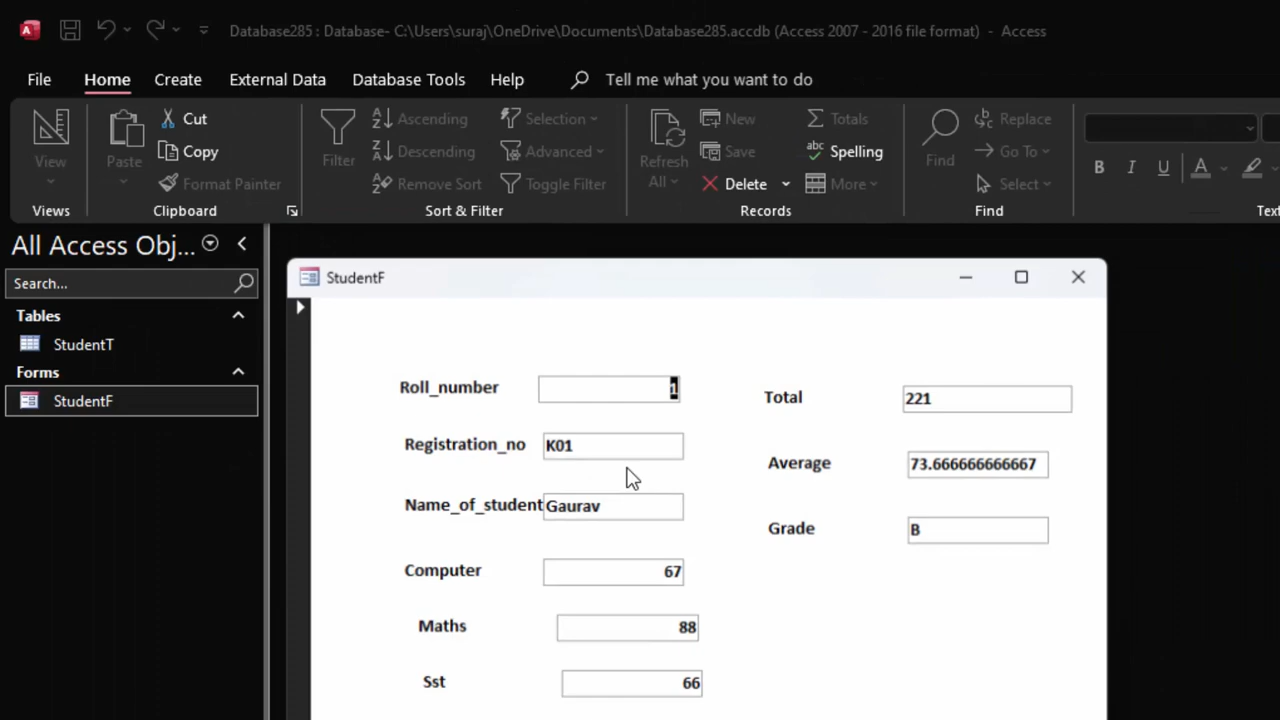 Database285 : Database- C:\Users\suraj\OneDrive\Documents\Database285.accdb (Access 2007 - 2016 file format) - Access
File Home Create External Data Database Tools Help Tell me what you want to do
View
Paste
Cut
Copy
Format Painter
Filter
Ascending
Descending
Remove Sort
Selection
Advanced
Toggle Filter
Refresh
All
New
Save
Delete
Totals
Spelling
More
Find
Replace
Go To
Select
B I U A
Views Clipboard Sort & Filter Records Find Text
All Access Obj...
Search...
Tables
StudentT
Forms
StudentF
StudentF
Roll_number 1
Registration_no K01
Name_of_student Gaurav
Computer 67
Maths 88
Sst 66
Total 221
Average 73.666666666667
Grade B